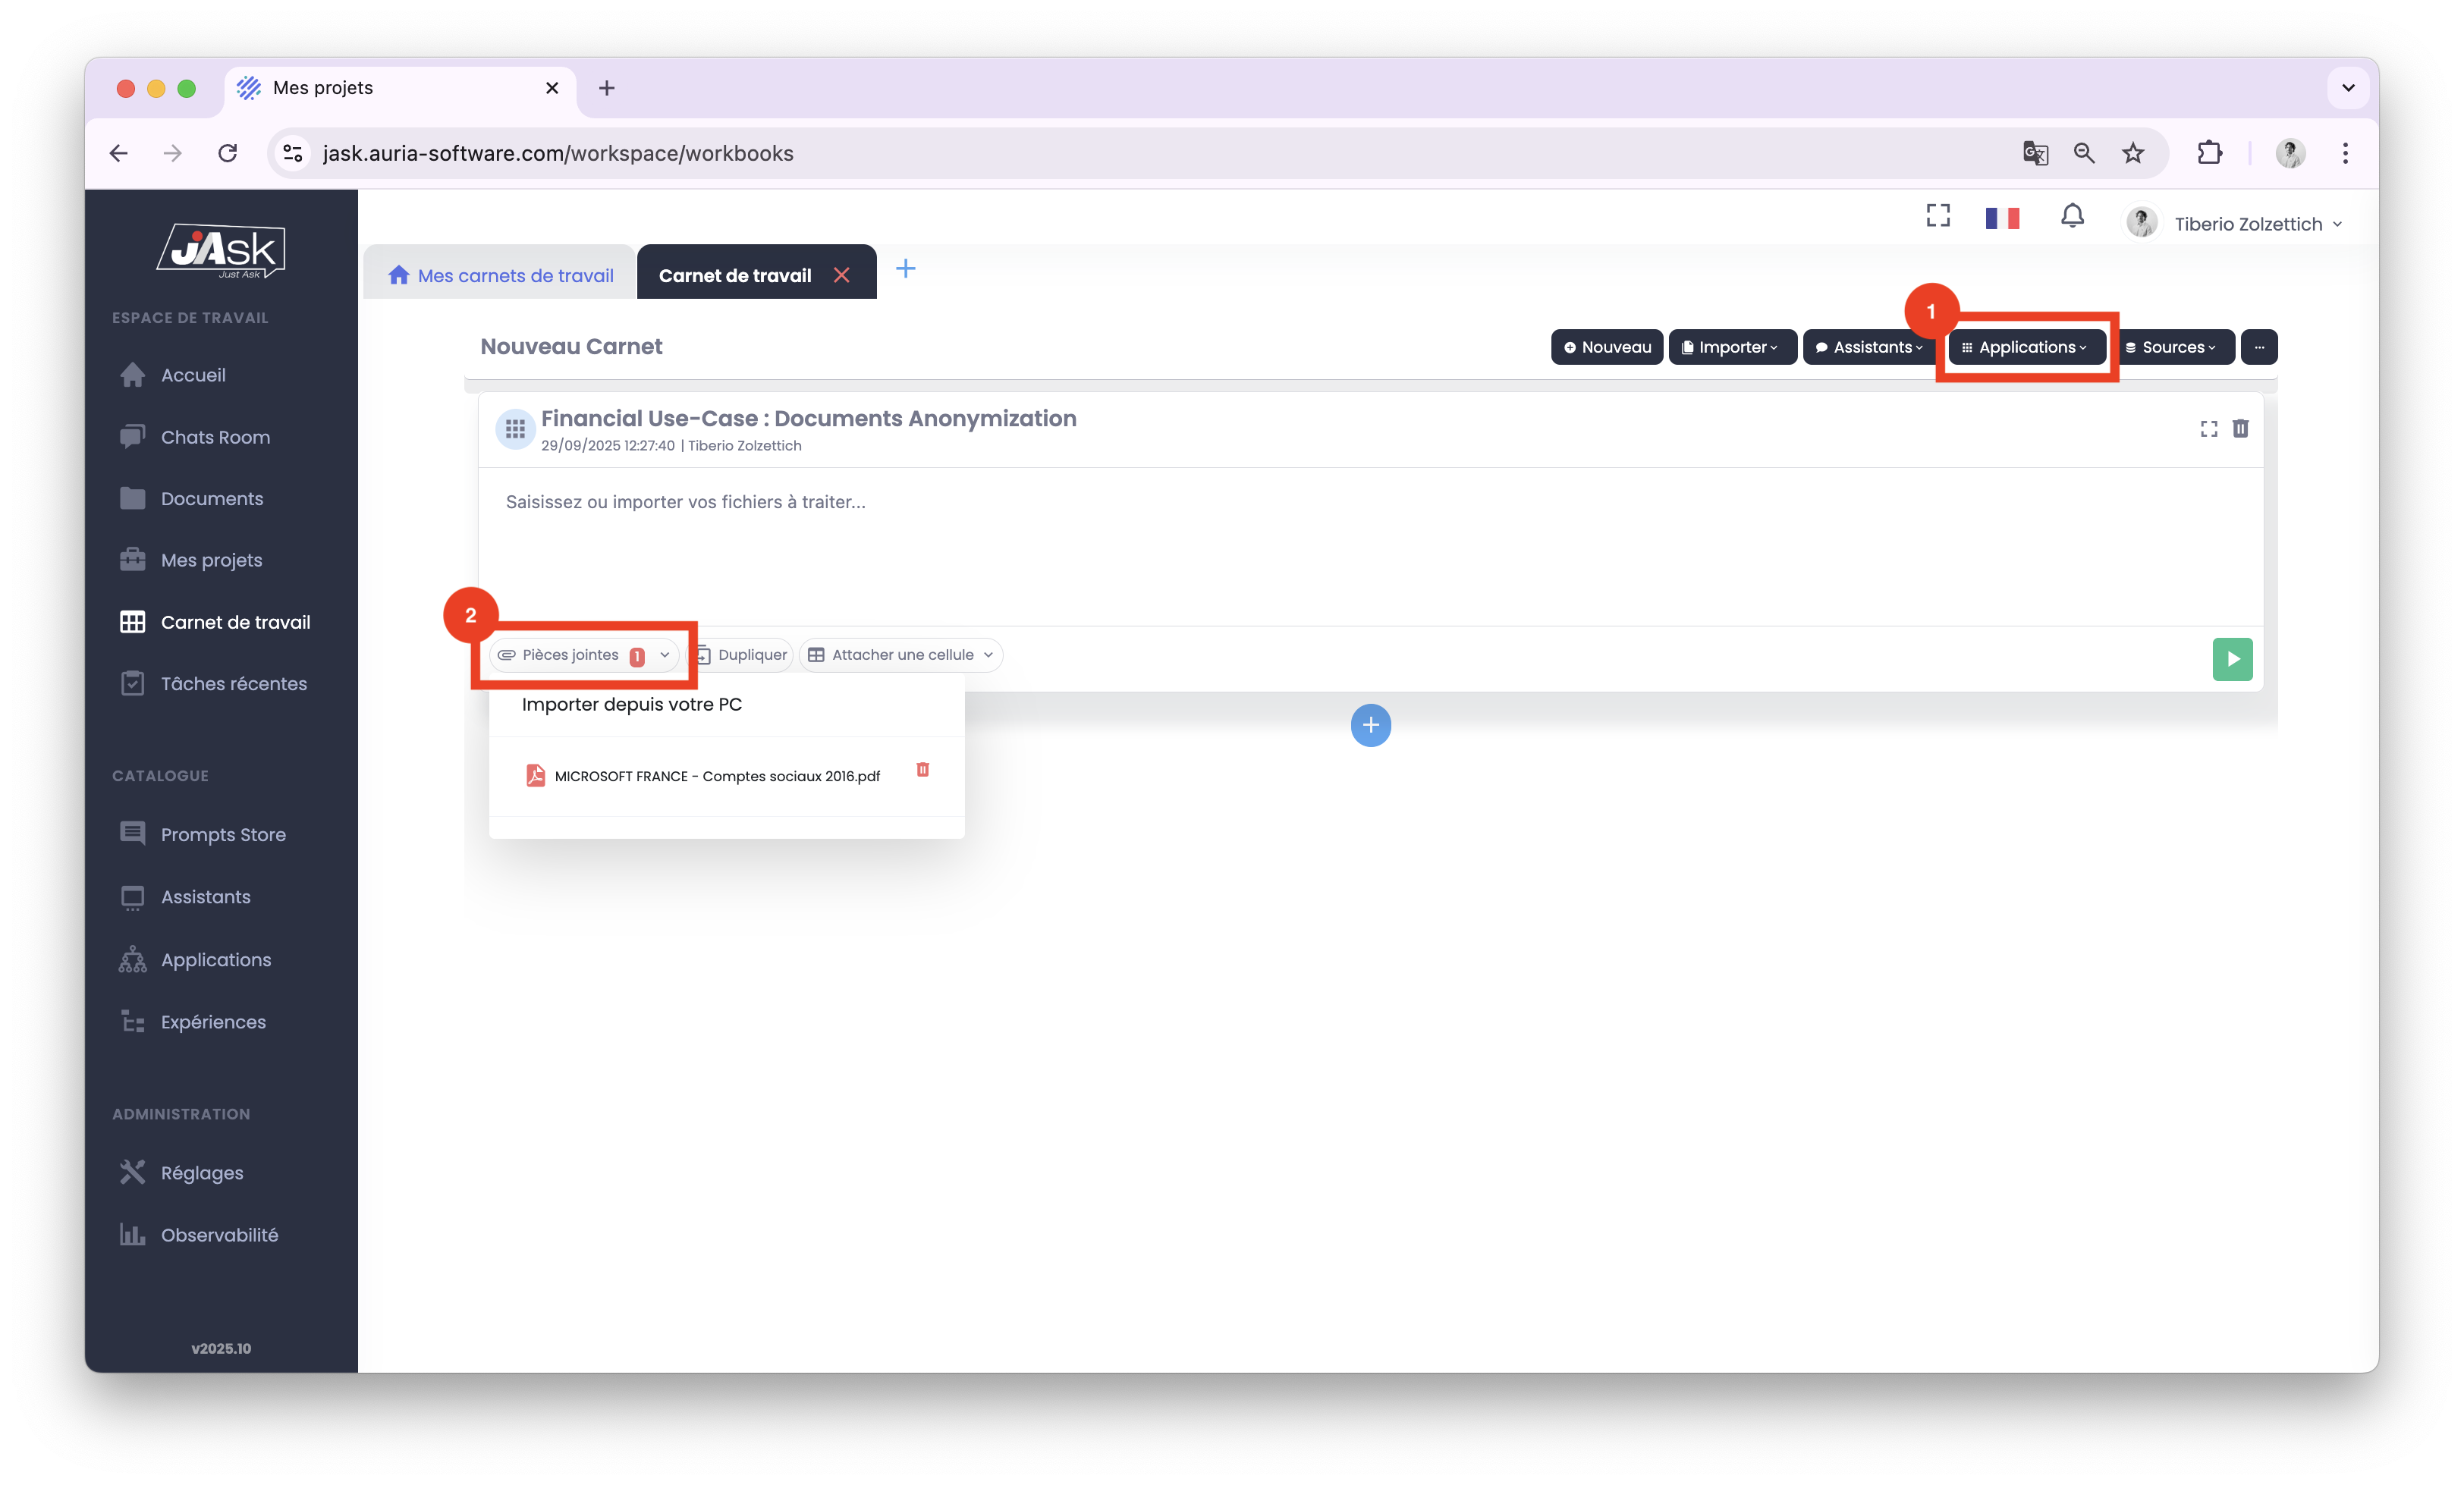 Mes projets
jask.auria-software.com/workspace/workbooks
jAsk
Just Ask
Tiberio Zolzettich
Mes carnets de travail
Carnet de travail
ESPACE DE TRAVAIL
Accueil
Chats Room
Documents
Mes projets
Carnet de travail
Tâches récentes
CATALOGUE
Prompts Store
Assistants
Applications
Expériences
ADMINISTRATION
Réglages
Observabilité
v2025.10
1
Nouveau Carnet
Nouveau
Importer
Assistants
Applications
Sources
...
Financial Use-Case : Documents Anonymization
29/09/2025 12:27:40 | Tiberio Zolzettich
Saisissez ou importer vos fichiers à traiter...
2
Pièces jointes 1
Dupliquer
Attacher une cellule
Importer depuis votre PC
MICROSOFT FRANCE - Comptes sociaux 2016.pdf